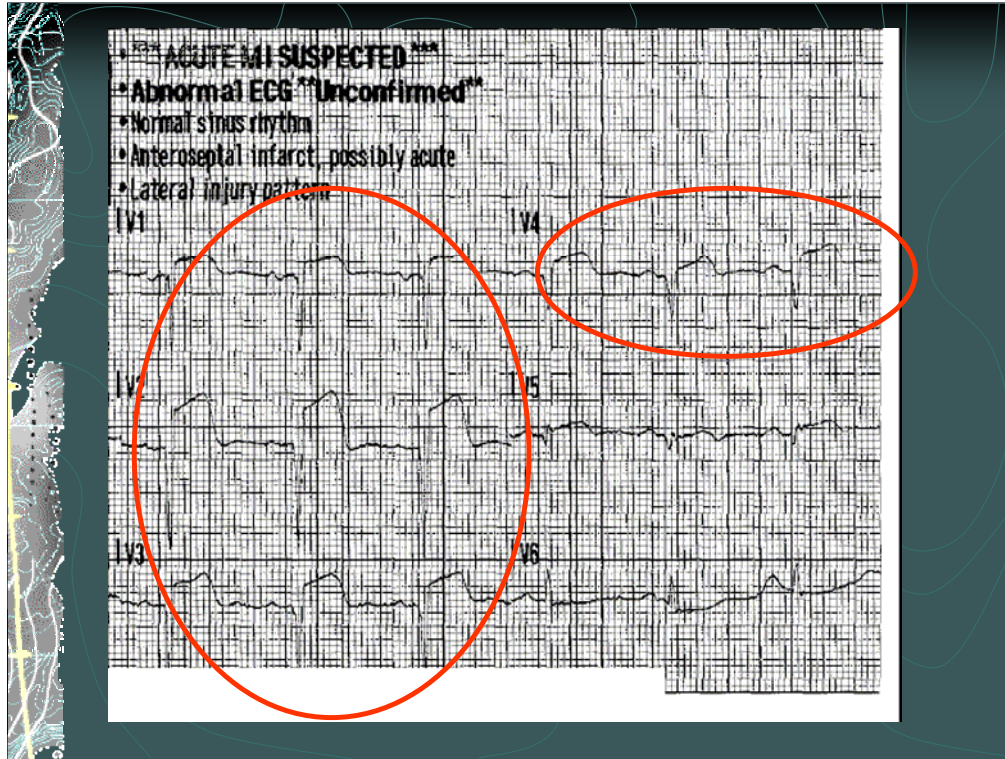 • *** ACUTE MI SUSPECTED ***
• Abnormal ECG **Unconfirmed**
• Normal sinus rhythm
• Anteroseptal infarct, possibly acute
• Lateral injury pattern
V1
V4
V2
V5
V3
V6